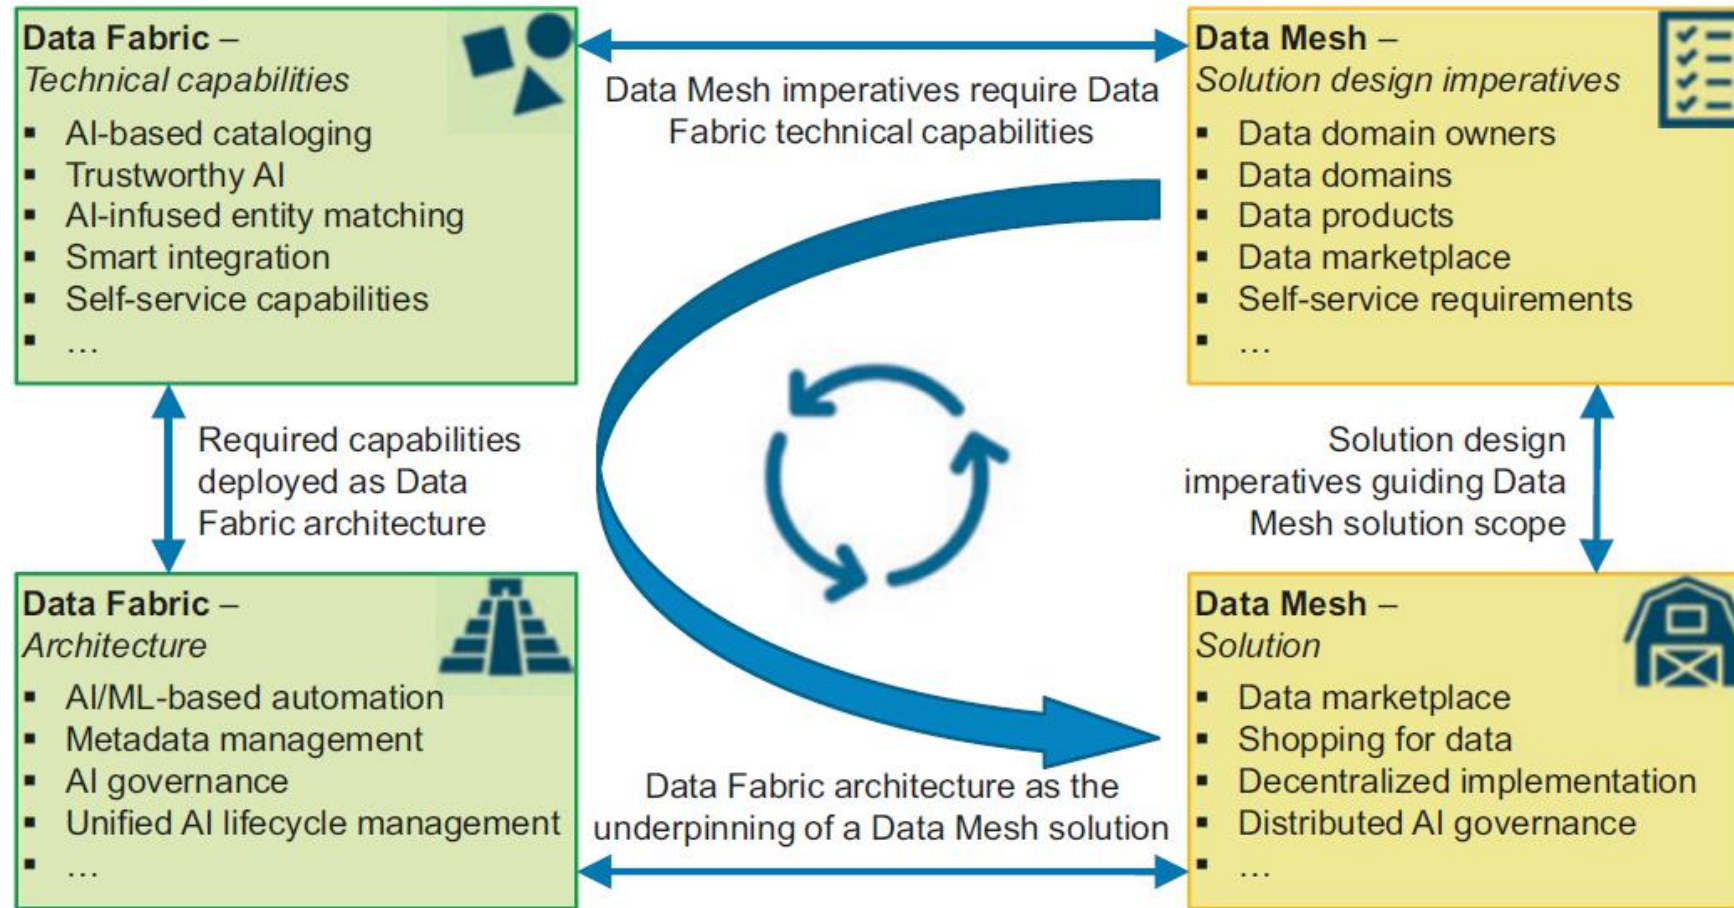 Data Fabric –
Technical capabilities
▪ AI-based cataloging
▪ Trustworthy AI
▪ AI-infused entity matching
▪ Smart integration
▪ Self-service capabilities
▪ …
Data Mesh imperatives require Data
Fabric technical capabilities
Data Mesh –
Solution design imperatives
▪ Data domain owners
▪ Data domains
▪ Data products
▪ Data marketplace
▪ Self-service requirements
▪ …
Required capabilities
deployed as Data
Fabric architecture
Solution design
imperatives guiding Data
Mesh solution scope
Data Fabric –
Architecture
▪ AI/ML-based automation
▪ Metadata management
▪ AI governance
▪ Unified AI lifecycle management
▪ …
Data Fabric architecture as the
underpinning of a Data Mesh solution
Data Mesh –
Solution
▪ Data marketplace
▪ Shopping for data
▪ Decentralized implementation
▪ Distributed AI governance
▪ …